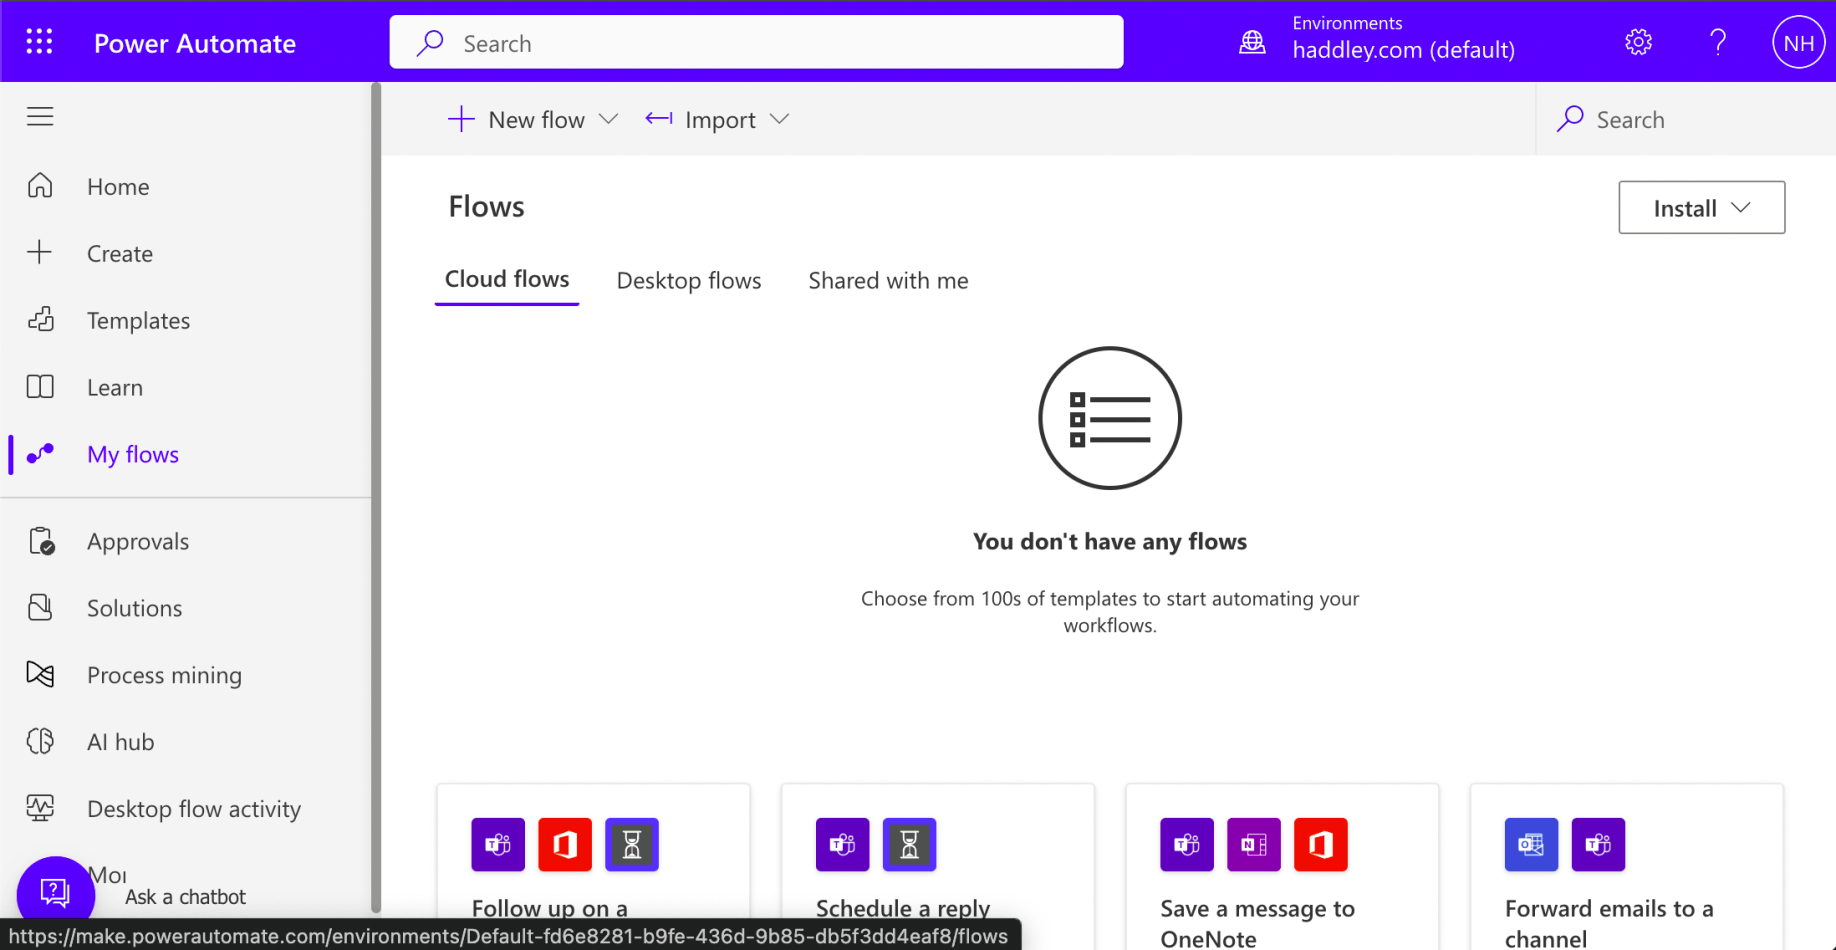 Power Automate
Search
Environments
haddley.com (default)
?
NH
New flow
Import
Search
Home
Create
Templates
Learn
My flows
Approvals
Solutions
Process mining
AI hub
Desktop flow activity
Mor
Ask a chatbot
Flows
Install
Cloud flows
Desktop flows
Shared with me
You don't have any flows
Choose from 100s of templates to start automating your
workflows.
Follow up on a
Schedule a reply
Save a message to
OneNote
Forward emails to a
channel
https://make.powerautomate.com/environments/Default-fd6e8281-b9fe-436d-9b85-db5f3dd4eaf8/flows